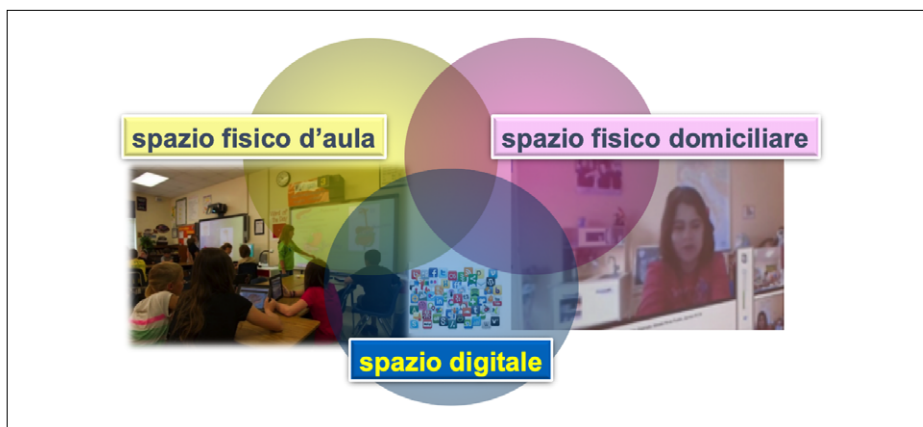 spazio fisico d’aula
spazio fisico domiciliare
spazio digitale